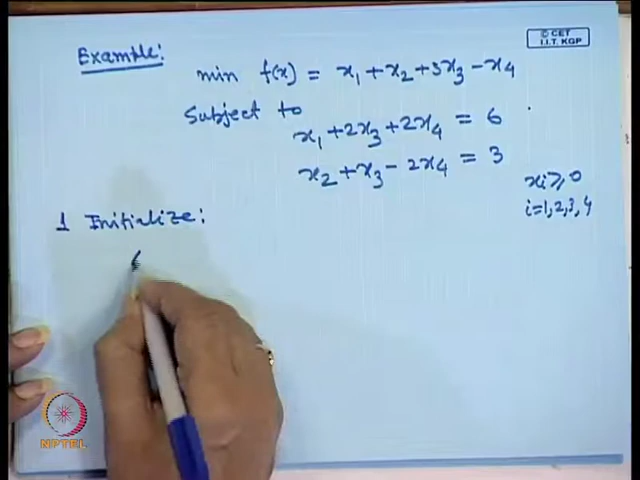 © CET
I.I.T. KGP
Example:
min f(x) = x₁ + x₂ + 3x₃ - x₄
Subject to
x₁ + 2x₃ + 2x₄ = 6
x₂ + x₃ - 2x₄ = 3
xi ≥ 0
i=1,2,3,4
1 Initialize:
NPTEL